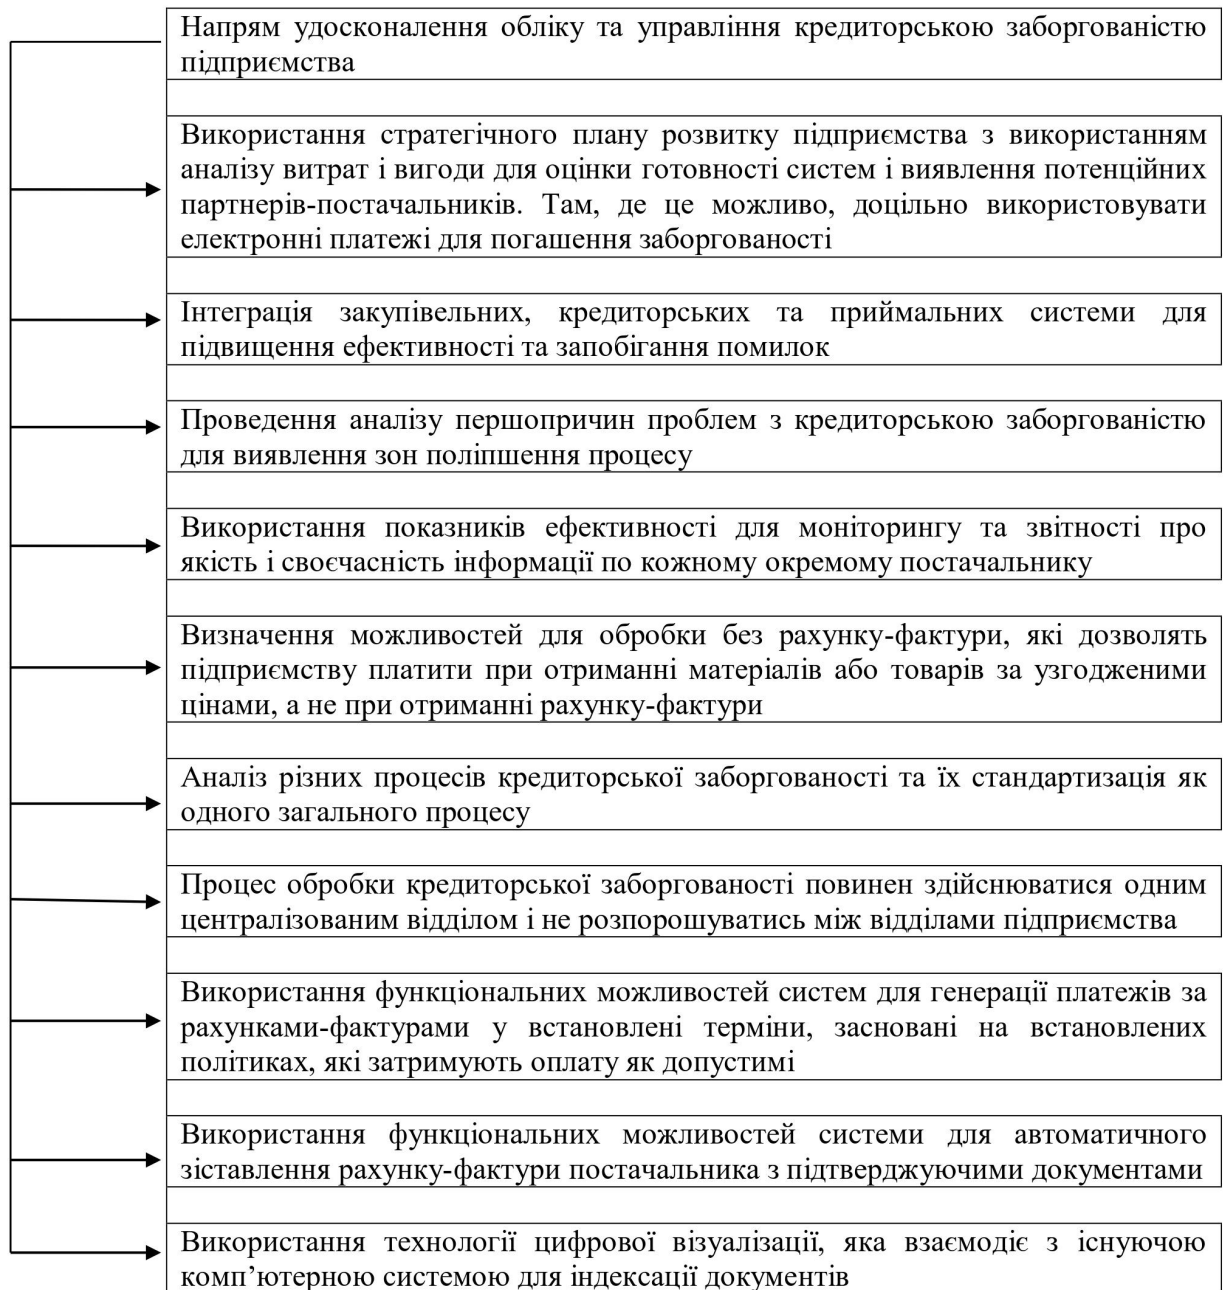 Напрям удосконалення обліку та управління кредиторською заборгованістю
підприємства
Використання стратегічного плану розвитку підприємства з використанням
аналізу витрат і вигоди для оцінки готовності систем і виявлення потенційних
партнерів-постачальників. Там, де це можливо, доцільно використовувати
електронні платежі для погашення заборгованості
Інтеграція закупівельних, кредиторських та приймальних системи для
підвищення ефективності та запобігання помилок
Проведення аналізу першопричин проблем з кредиторською заборгованістю
для виявлення зон поліпшення процесу
Використання показників ефективності для моніторингу та звітності про
якість і своєчасність інформації по кожному окремому постачальнику
Визначення можливостей для обробки без рахунку-фактури, які дозволять
підприємству платити при отриманні матеріалів або товарів за узгодженими
цінами, а не при отриманні рахунку-фактури
Аналіз різних процесів кредиторської заборгованості та їх стандартизація як
одного загального процесу
Процес обробки кредиторської заборгованості повинен здійснюватися одним
централізованим відділом і не розпорошуватись між відділами підприємства
Використання функціональних можливостей систем для генерації платежів за
рахунками-фактурами у встановлені терміни, засновані на встановлених
політиках, які затримують оплату як допустимі
Використання функціональних можливостей системи для автоматичного
зіставлення рахунку-фактури постачальника з підтверджуючими документами
Використання технології цифрової візуалізації, яка взаємодіє з існуючою
комп’ютерною системою для індексації документів